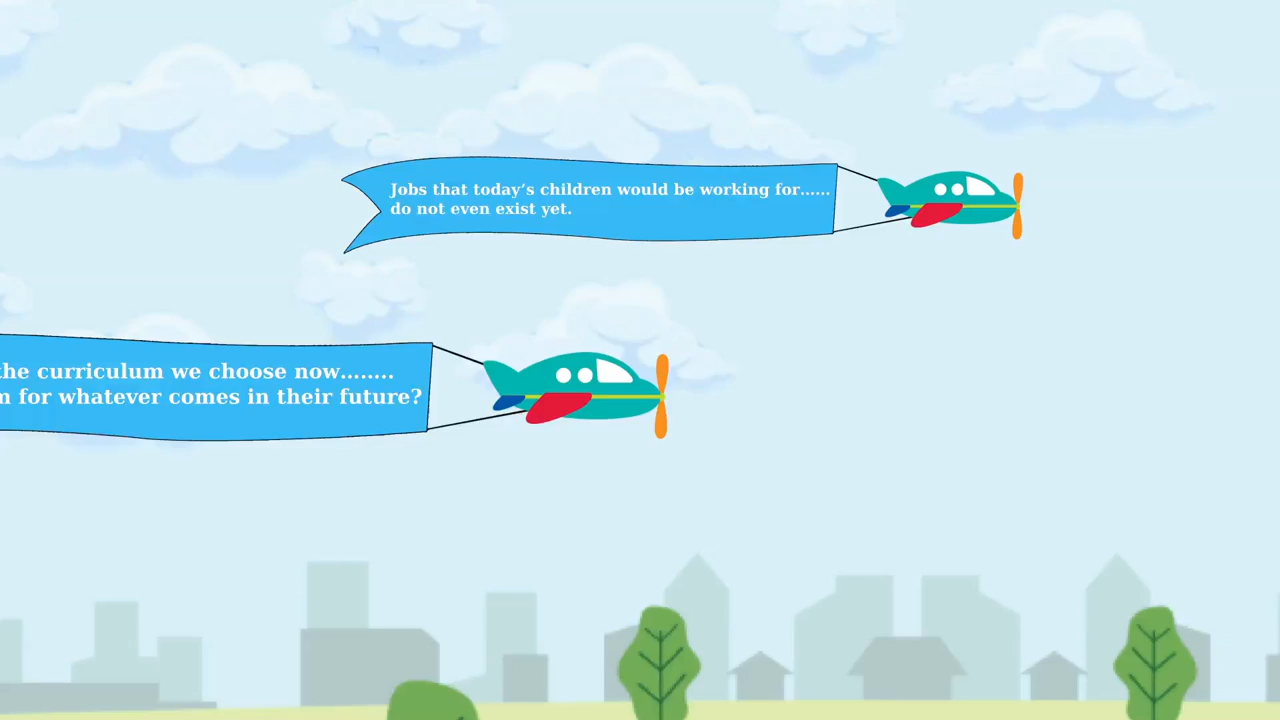 Jobs that today’s children would be working for......
do not even exist yet.
the curriculum we choose now........
for whatever comes in their future?